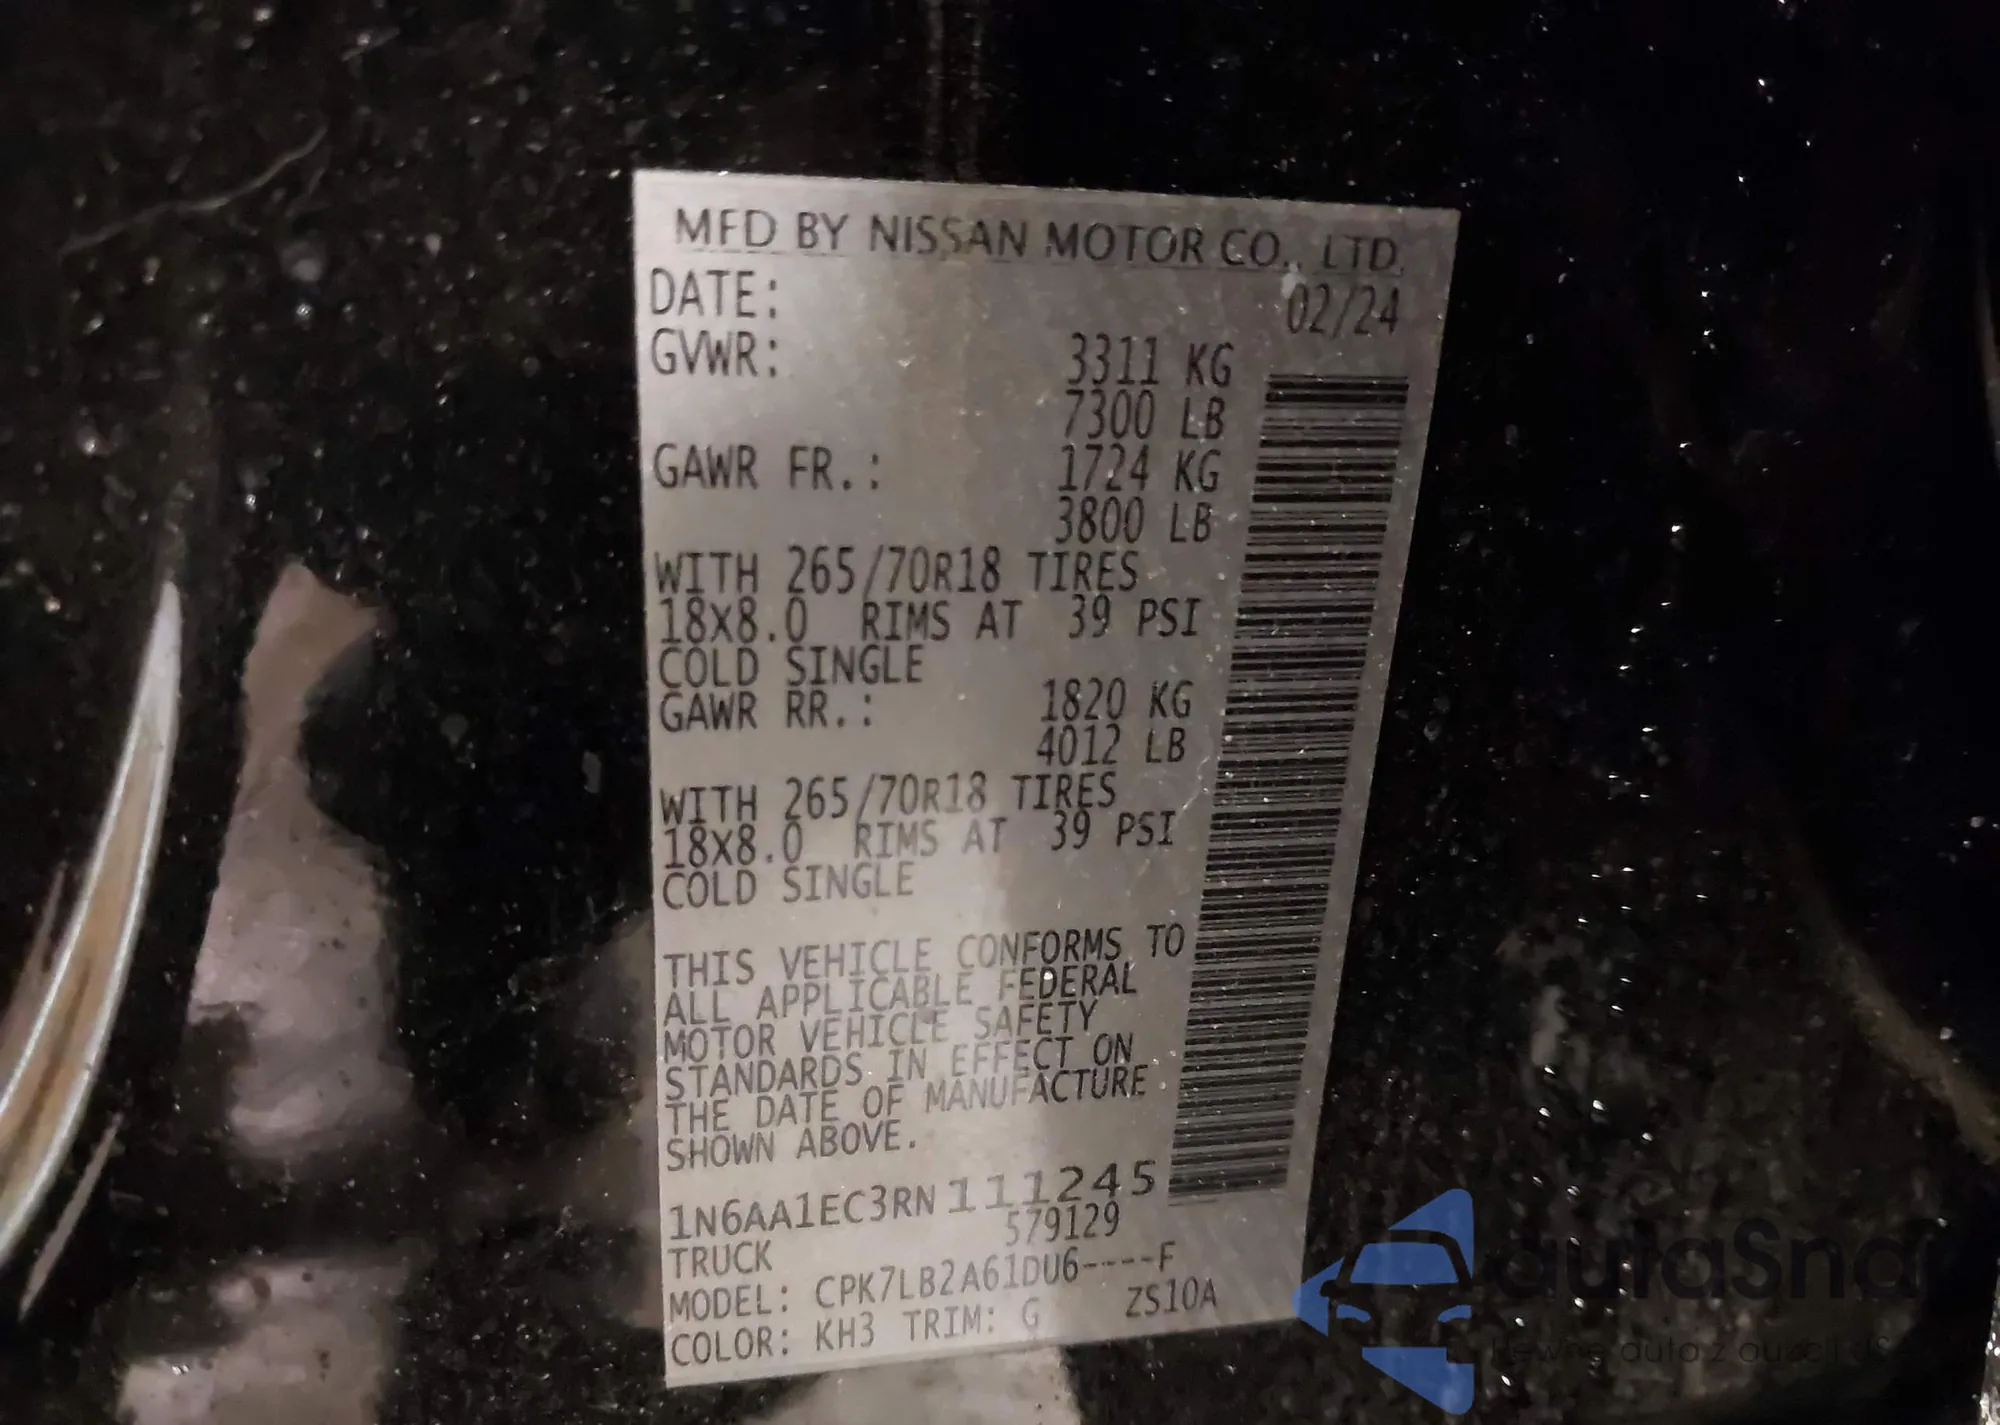 MFD BY NISSAN MOTOR CO., LTD.
DATE: 02/24
GVWR: 3311 KG
7300 LB
GAWR FR.: 1724 KG
3800 LB
WITH 265/70R18 TIRES
18X8.0 RIMS AT 39 PSI
COLD SINGLE
GAWR RR.: 1820 KG
4012 LB
WITH 265/70R18 TIRES
18X8.0 RIMS AT 39 PSI
COLD SINGLE
THIS VEHICLE CONFORMS TO
ALL APPLICABLE FEDERAL
MOTOR VEHICLE SAFETY
STANDARDS IN EFFECT ON
THE DATE OF MANUFACTURE
SHOWN ABOVE.
1N6AA1EC3RN111245
TRUCK 579129
MODEL: CPK7LB2A61DU6----F
COLOR: KH3 TRIM: G ZS10A
auta z